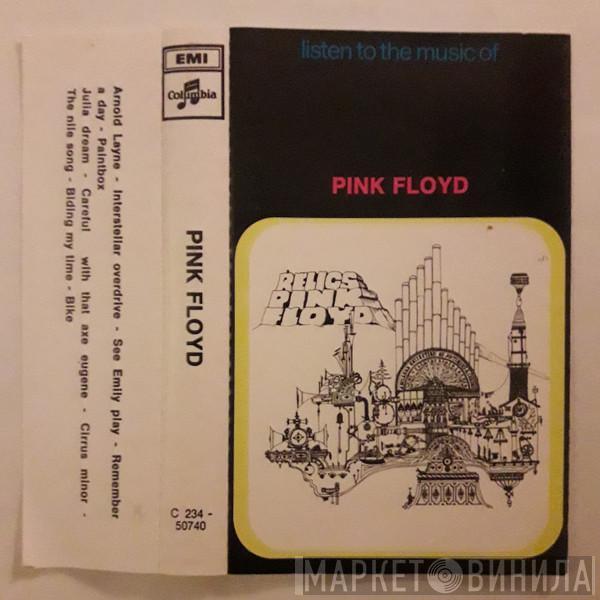 Arnold Layne - Interstellar overdrive - See Emily play - Remember
a day - Paintbox
Julia dream - Careful with that axe eugene - Cirrus minor -
The nile song - Biding my time - Bike
EMI
Columbia
PINK FLOYD
C 234 -
50740
listen to the music of
PINK FLOYD
RELICS
PINK
FLOYD
МАРКЕТ ВИНИЛА